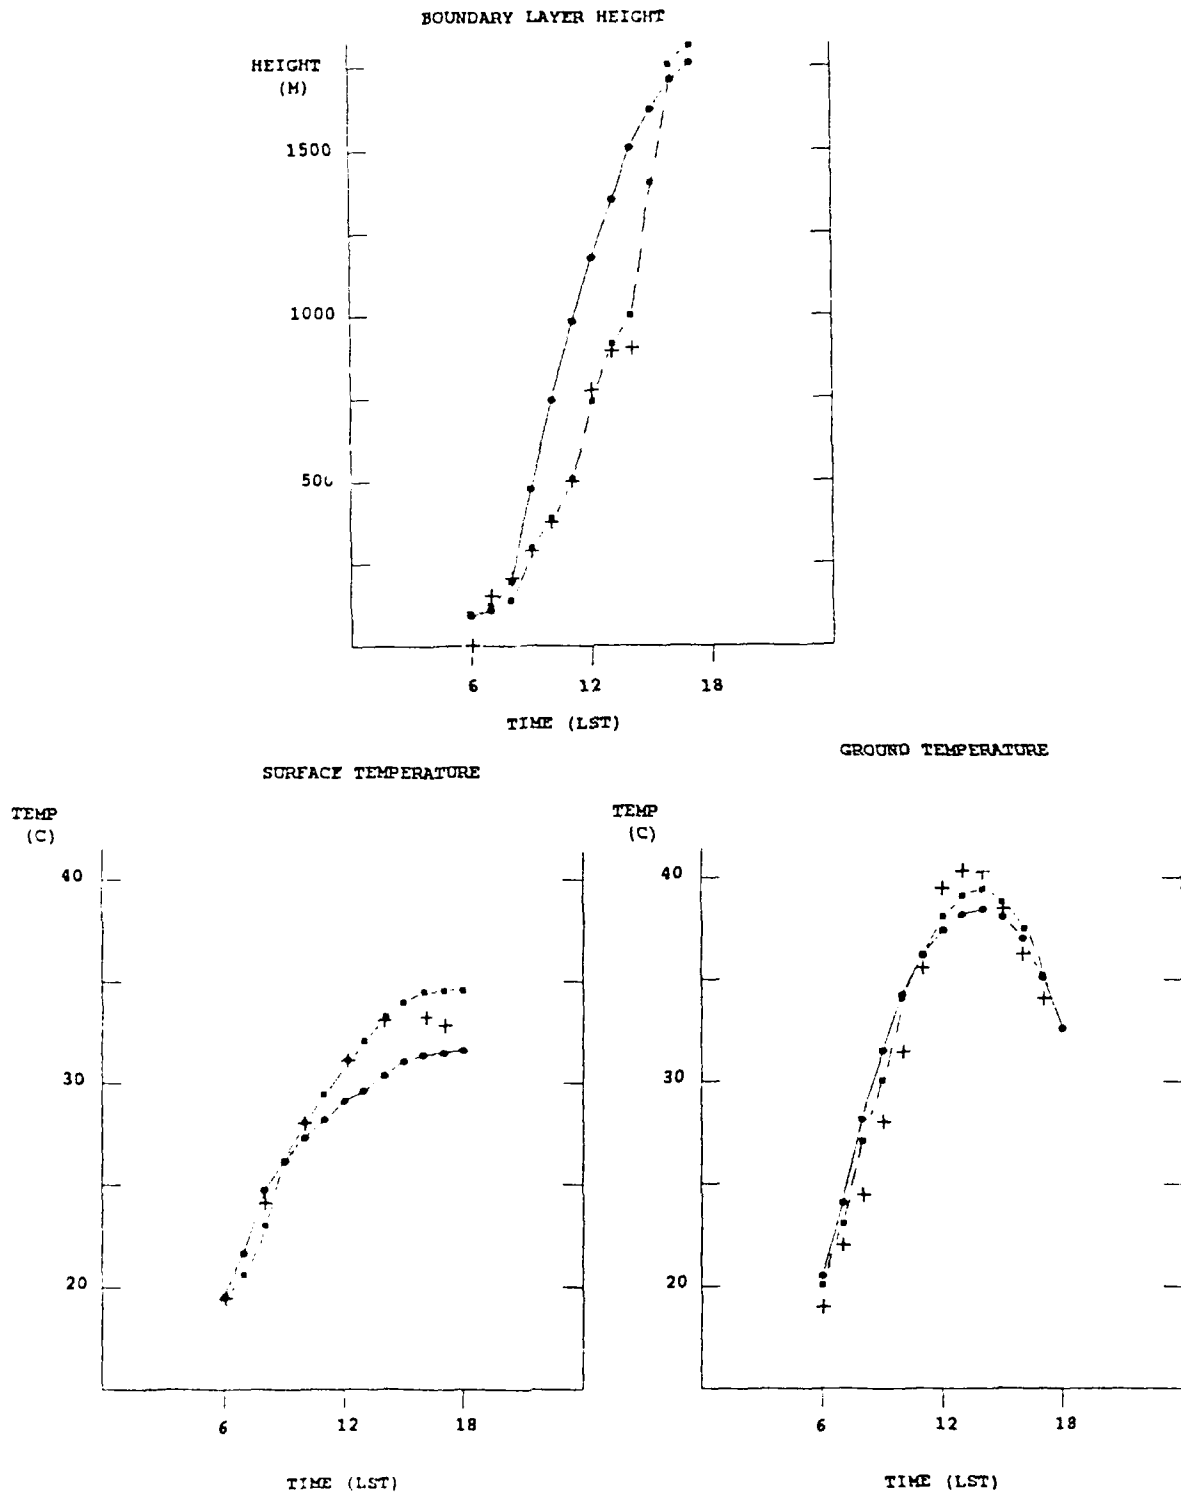 BOUNDARY LAYER HEIGHT
HEIGHT
(M)
1500
1000
500
6 12 18
TIME (LST)
SURFACE TEMPERATURE
GROUND TEMPERATURE
TEMP
(C)
TEMP
(C)
40
30
20
6 12 18
TIME (LST)
40
30
20
6 12 18
TIME (LST)